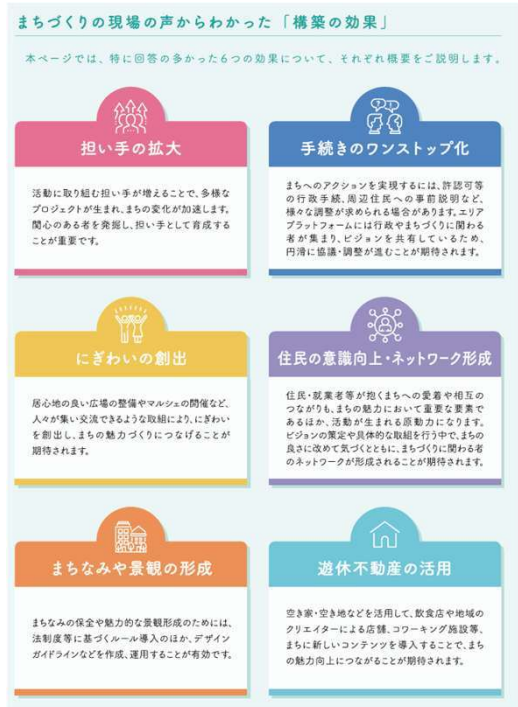 まちづくりの現場の声からわかった「構築の効果」
本ページでは、特に回答の多かった6つの効果について、それぞれ概要をご説明します。
担い手の拡大
活動に取り組む担い手が増えることで、多様な
プロジェクトが生まれ、まちの変化が加速します。
関心のある者を発掘し、担い手として育成する
ことが重要です。
手続きのワンストップ化
まちへのアクションを実現するには、許認可等
の行政手続、周辺住民への事前説明など、
様々な調整が求められる場合があります。エリア
プラットフォームには行政やまちづくりに関わる
者が集まり、ビジョンを共有しているため、
円滑に協議・調整が進むことが期待されます。
にぎわいの創出
居心地の良い広場の整備やマルシェの開催など、
人々が集い交流できるような取組により、にぎわい
を創出し、まちの魅力づくりにつなげることが
期待されます。
住民の意識向上・ネットワーク形成
住民・就業者等が抱くまちへの愛着や相互の
つながりも、まちの魅力において重要な要素で
あるほか、活動が生まれる原動力になります。
ビジョンの策定や具体的な取組を行う中で、まちの
良さに改めて気づくとともに、まちづくりに関わる者
のネットワークが形成されることが期待されます。
まちなみや景観の形成
まちなみの保全や魅力的な景観形成のためには、
法制度等に基づくルール導入のほか、デザイン
ガイドラインなどを作成、運用することが有効です。
遊休不動産の活用
空き家・空き地などを活用して、飲食店や地域の
クリエイターによる店舗、コワーキング施設等、
まちに新しいコンテンツを導入することで、まち
の魅力向上につながることが期待されます。